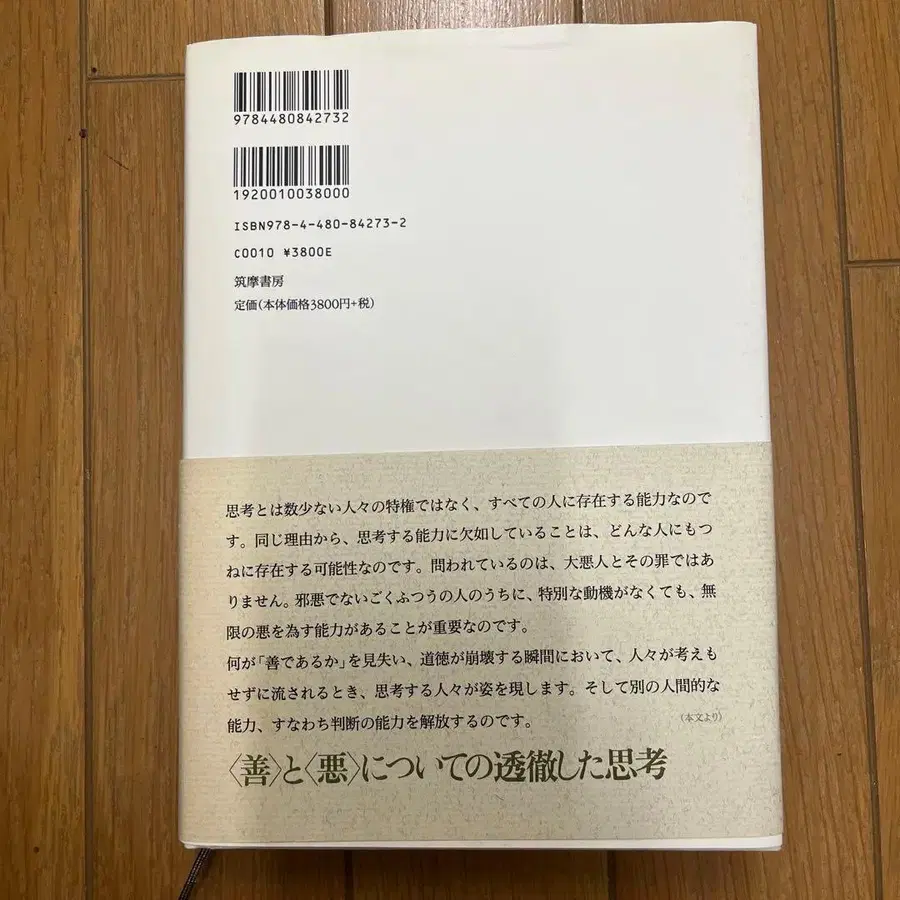 9784480842732
1920010038000
ISBN978-4-480-84273-2
C0010 ¥3800E
筑摩書房
定価(本体価格3800円+税)
思考とは数少ない人々の特権ではなく、すべての人に存在する能力なので
す。同じ理由から、思考する能力に欠如していることは、どんな人にもつ
ねに存在する可能性なのです。問われているのは、大悪人とその罪ではあ
りません。邪悪でないごくふつうの人のうちに、特別な動機がなくても、無
限の悪を為す能力があることが重要なのです。
何が「善であるか」を見失い、道徳が崩壊する瞬間において、人々が考えも
せずに流されるとき、思考する人々が姿を現します。そして別の人間的な
能力、すなわち判断の能力を解放するのです。
(本文より)
〈善〉と〈悪〉についての透徹した思考